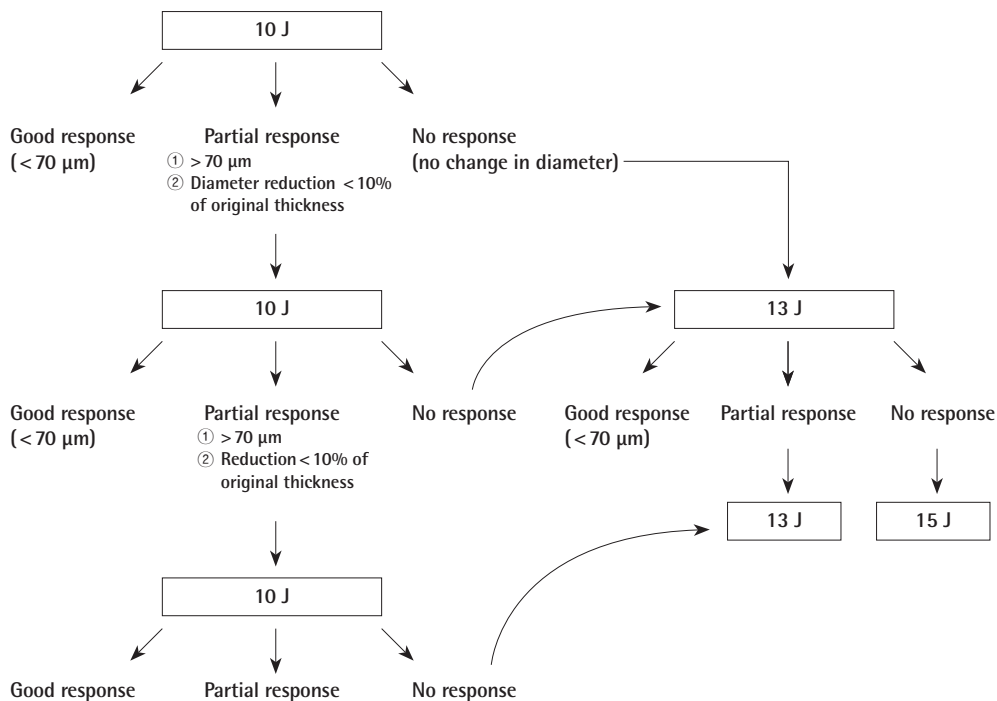 10 J
Good response
(< 70 µm)
Partial response
① > 70 µm
② Diameter reduction < 10%
of original thickness
No response
(no change in diameter)
10 J
13 J
Good response
(< 70 µm)
Partial response
① > 70 µm
② Reduction < 10% of
original thickness
No response
Good response
(< 70 µm)
Partial response
No response
13 J
15 J
10 J
Good response
Partial response
No response